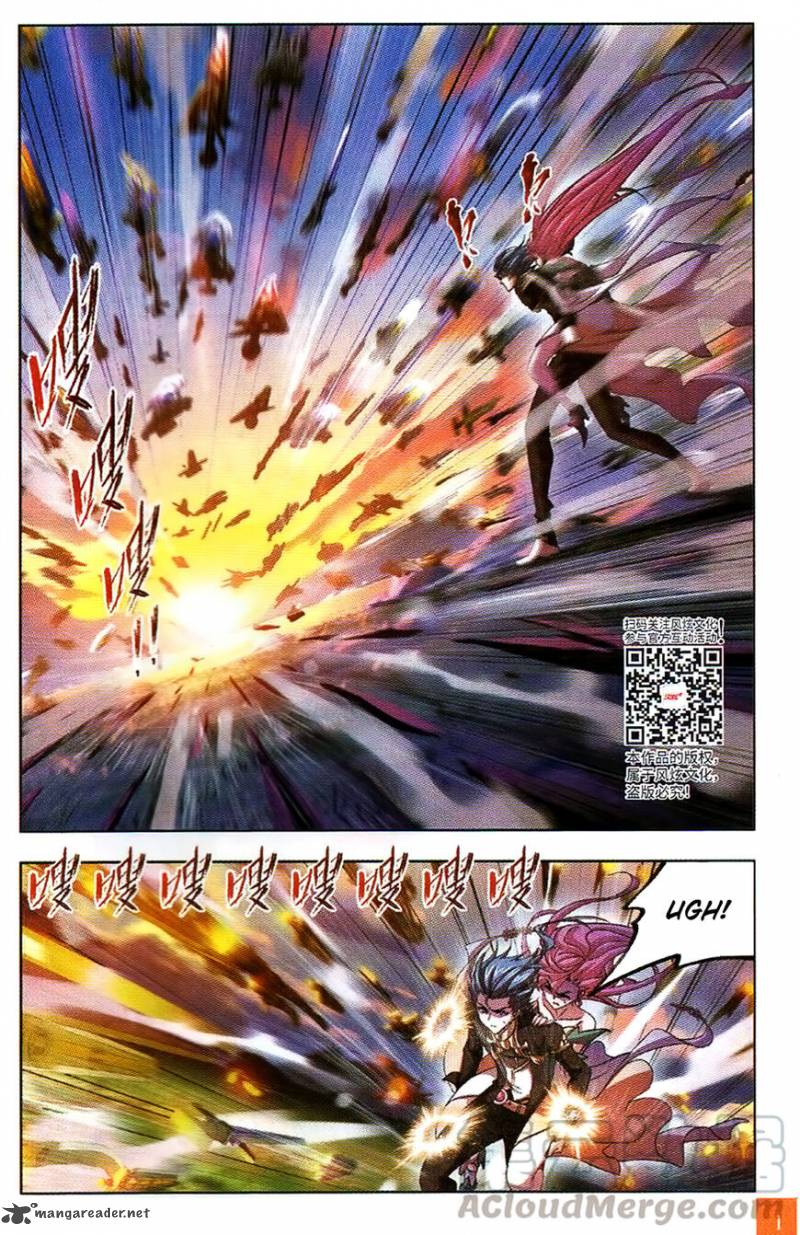 嗖
嗖
嗖
!!
扫码关注风炫文化
参与官方互动活动!
本作品的版权,
属于风炫文化,
盗版必究!
嗖嗖嗖嗖嗖嗖嗖嗖
UGH!
ACloudMerge.com
mangareader.net
1